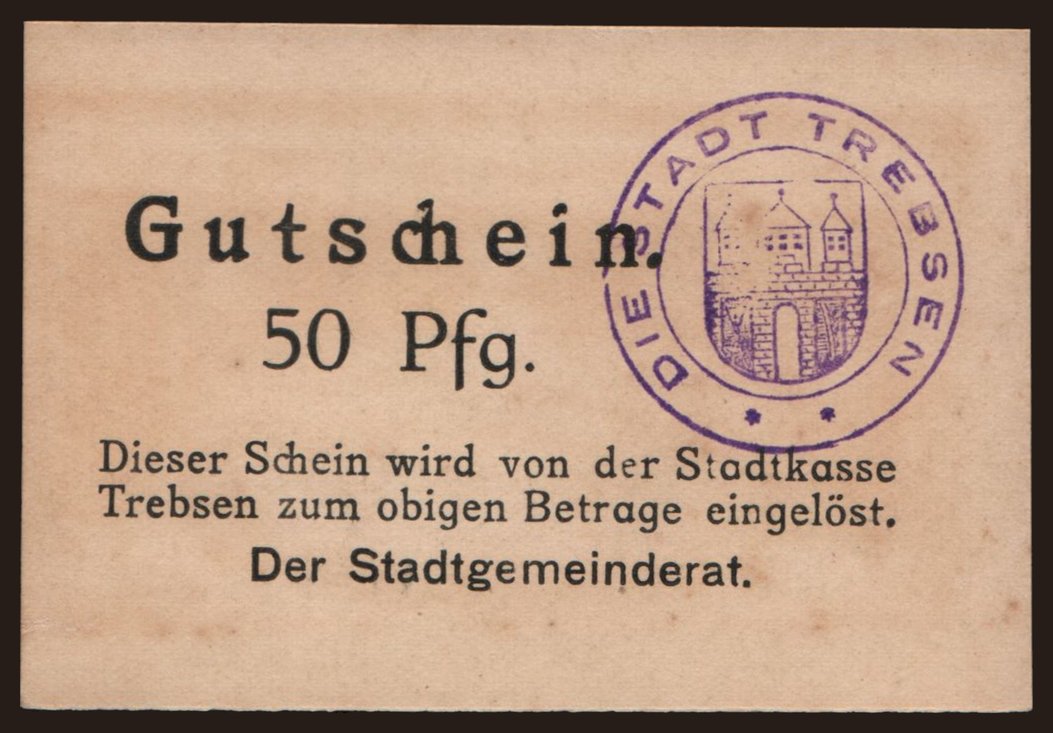 DIE STADT TREBSEN
Gutschein.
50 Pfg.
Dieser Schein wird von der Stadtkasse
Trebsen zum obigen Betrage eingelöst.
Der Stadtgemeinderat.